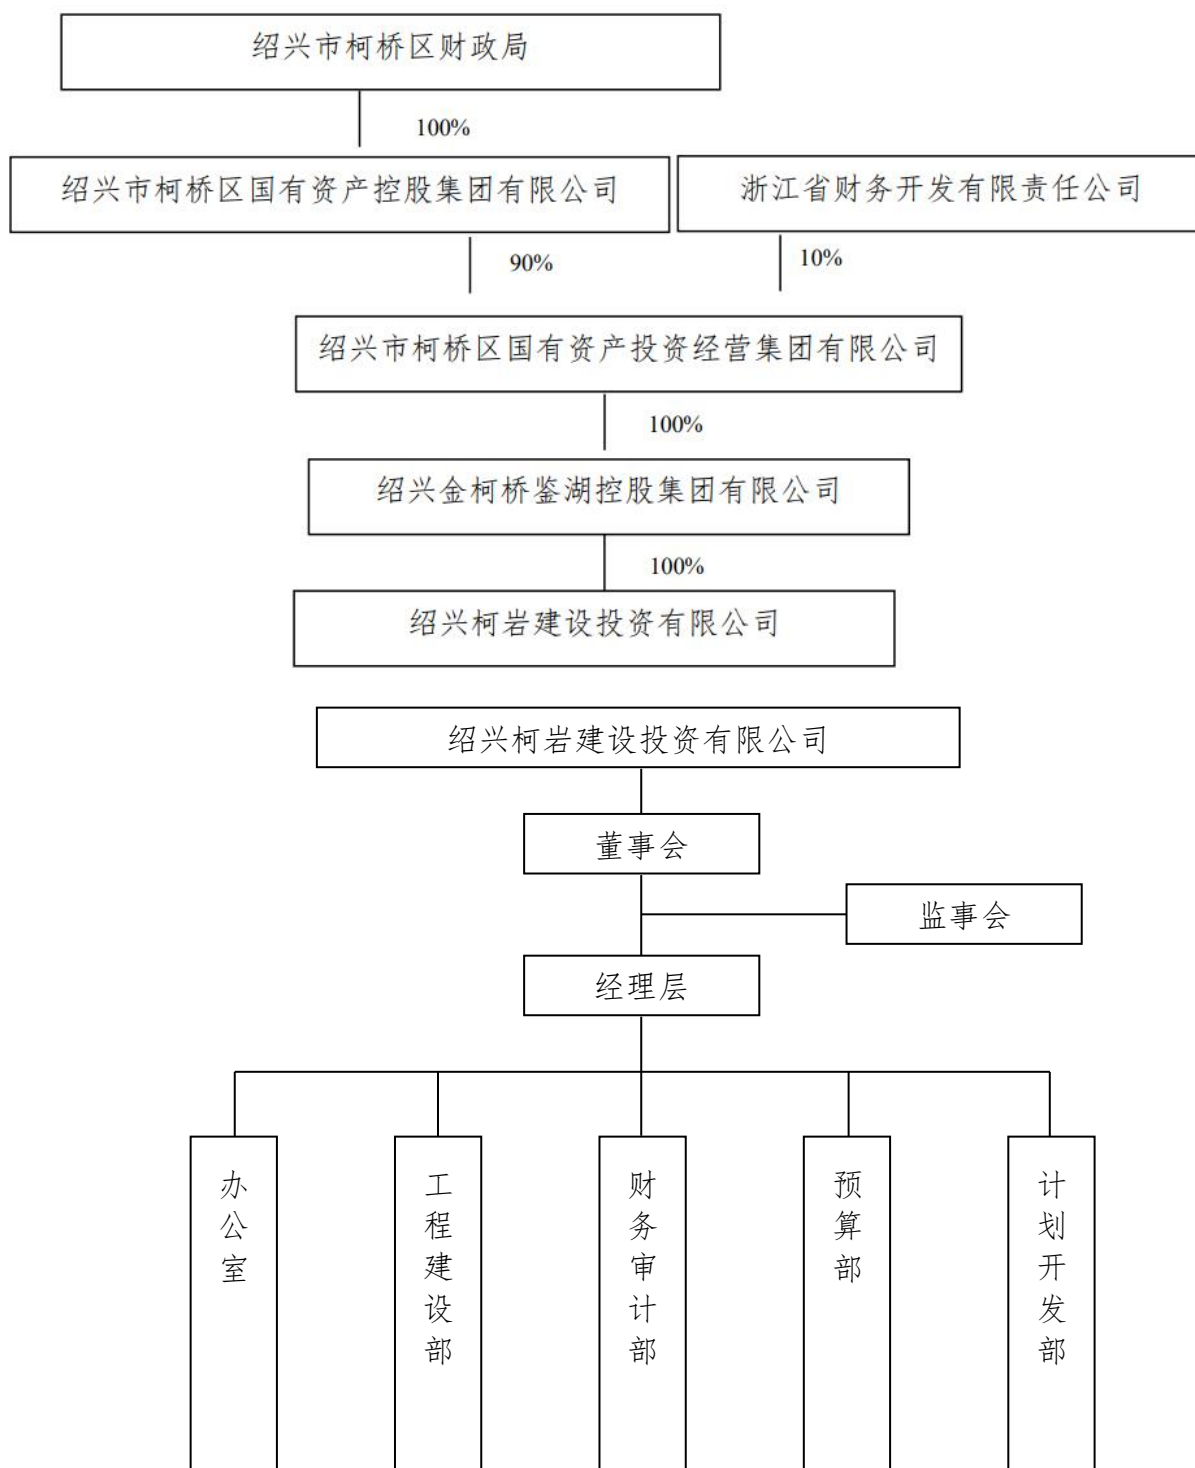 绍兴市柯桥区财政局
100%
绍兴市柯桥区国有资产控股集团有限公司
浙江省财务开发有限责任公司
90%
10%
绍兴市柯桥区国有资产投资经营集团有限公司
100%
绍兴金柯桥鉴湖控股集团有限公司
100%
绍兴柯岩建设投资有限公司
绍兴柯岩建设投资有限公司
董事会
监事会
经理层
办公室
工程建设部
财务审计部
预算部
计划开发部